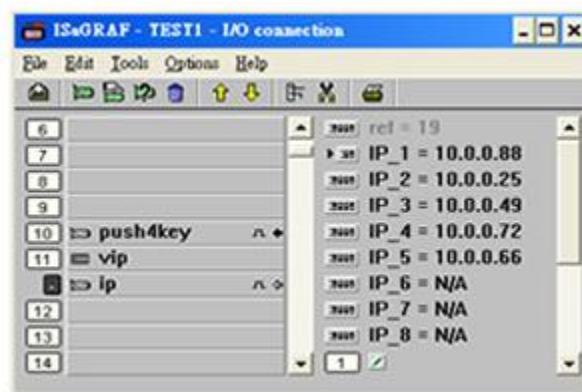 ISaGRAF - TEST1 - I/O connection
File Edit Tools Options Help
6
7
8
9
10 push4key
11 vip
ip
12
13
14
ref = 19
IP_1 = 10.0.0.88
IP_2 = 10.0.0.25
IP_3 = 10.0.0.49
IP_4 = 10.0.0.72
IP_5 = 10.0.0.66
IP_6 = N/A
IP_7 = N/A
IP_8 = N/A
1